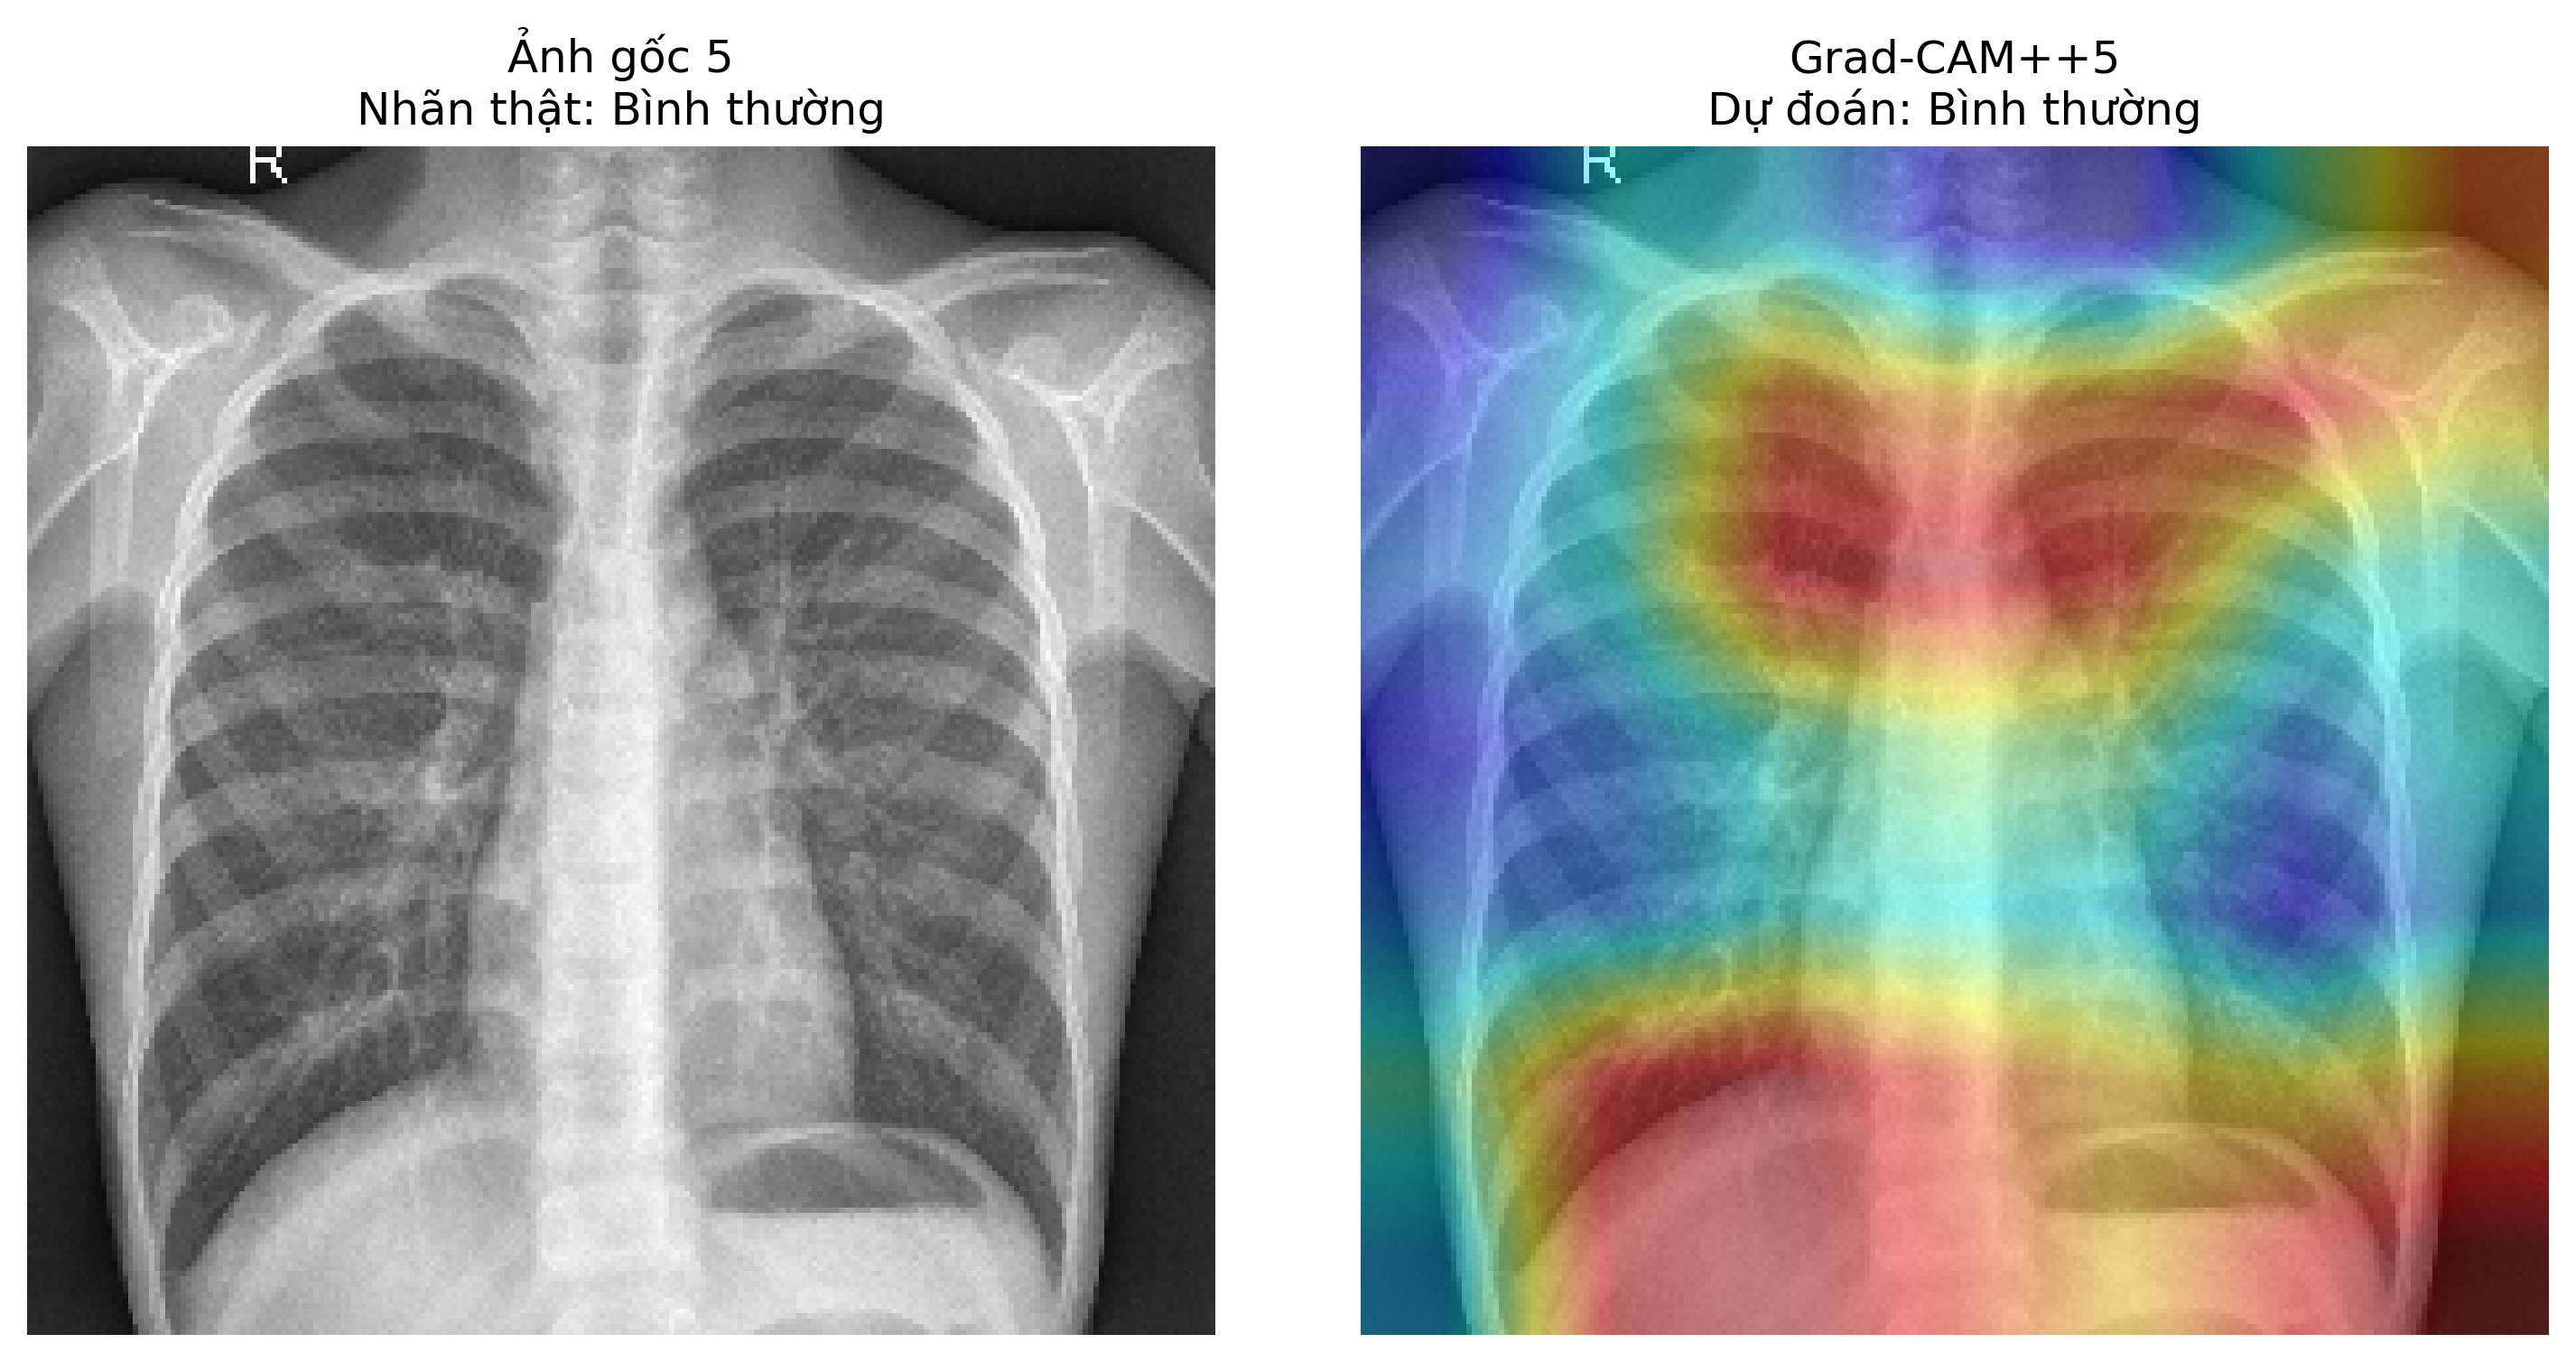 Ảnh gốc 5
Nhãn thật: Bình thường
Grad-CAM++5
Dự đoán: Bình thường
R
R